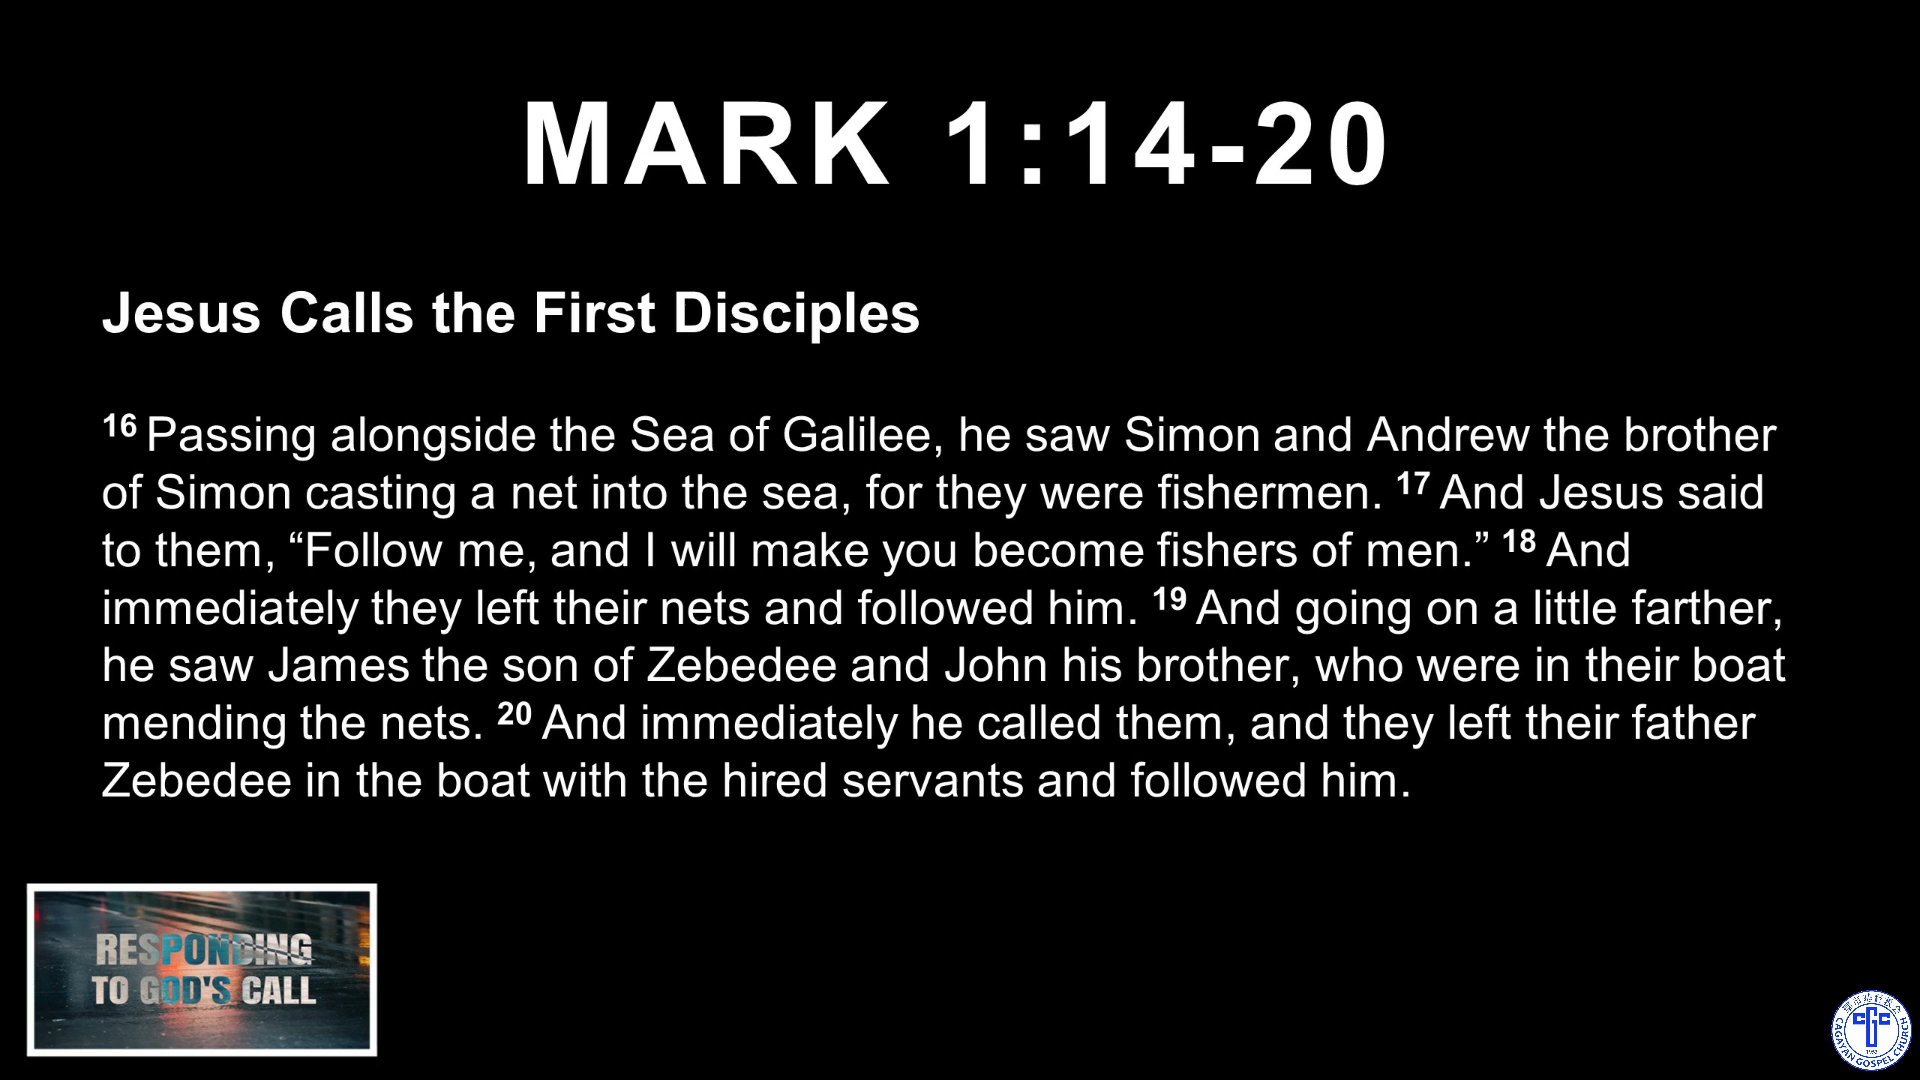 MARK 1:14-20
Jesus Calls the First Disciples
16 Passing alongside the Sea of Galilee, he saw Simon and Andrew the brother
of Simon casting a net into the sea, for they were fishermen. 17 And Jesus said
to them, “Follow me, and I will make you become fishers of men.” 18 And
immediately they left their nets and followed him. 19 And going on a little farther,
he saw James the son of Zebedee and John his brother, who were in their boat
mending the nets. 20 And immediately he called them, and they left their father
Zebedee in the boat with the hired servants and followed him.
RESPONDING
TO GOD'S CALL
CGC
CAGAYAN GOSPEL CHURCH